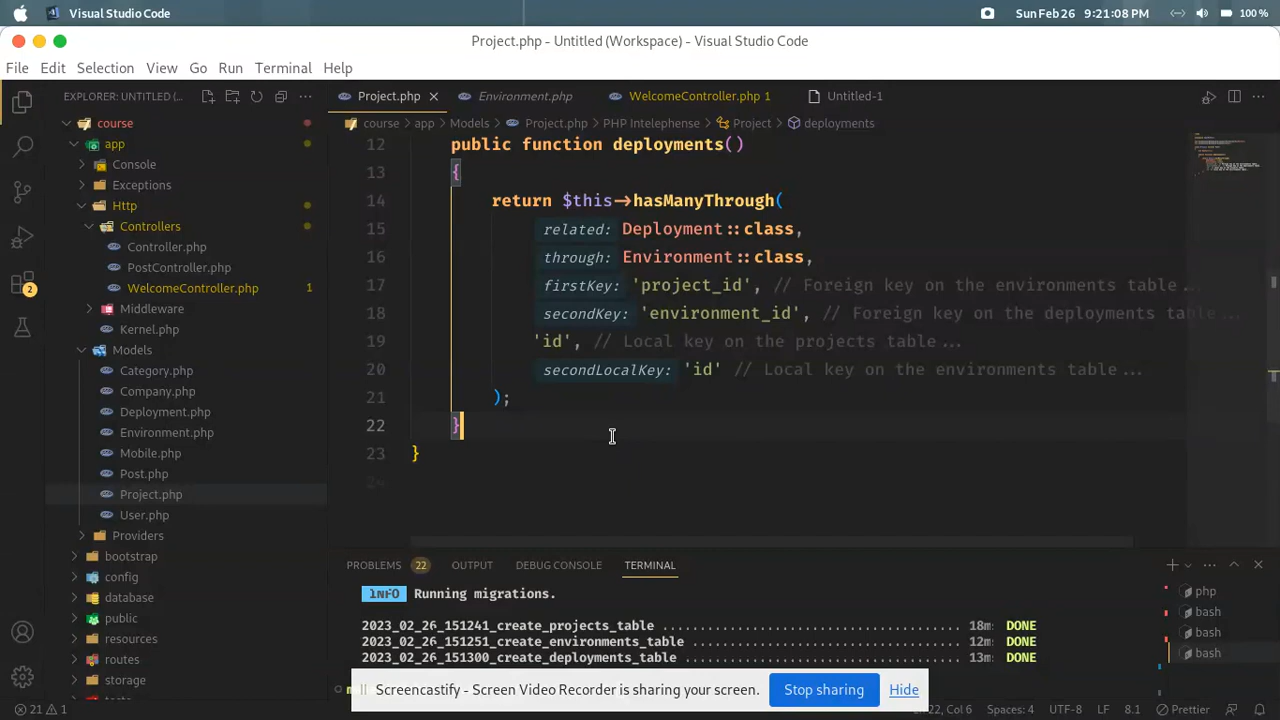 Visual Studio Code
Sun Feb 26 9:21:08 PM
100 %
Project.php - Untitled (Workspace) - Visual Studio Code
File Edit Selection View Go Run Terminal Help
EXPLORER: UNTITLED (...
Project.php Environment.php WelcomeController.php 1 Untitled-1
course > app > Models > Project.php > PHP Intelephense > Project > deployments
course
app
Console
Exceptions
Http
Controllers
Controller.php
PostController.php
WelcomeController.php 1
Middleware
Kernel.php
Models
Category.php
Company.php
Deployment.php
Environment.php
Mobile.php
Post.php
Project.php
User.php
Providers
bootstrap
config
database
public
resources
routes
storage
2
12 public function deployments()
13 {
14 return $this->hasManyThrough(
15 related: Deployment::class,
16 through: Environment::class,
17 firstKey: 'project_id', // Foreign key on the environments table...
18 secondKey: 'environment_id', // Foreign key on the deployments table...
19 'id', // Local key on the projects table...
20 secondLocalKey: 'id' // Local key on the environments table...
21 );
22 }
23 }
24
PROBLEMS 22 OUTPUT DEBUG CONSOLE TERMINAL
INFO Running migrations.
2023_02_26_151241_create_projects_table ........................................ 18ms DONE
2023_02_26_151251_create_environments_table .................................... 12ms DONE
2023_02_26_151300_create_deployments_table ..................................... 13ms DONE
php
bash
bash
bash
Screencastify - Screen Video Recorder is sharing your screen. Stop sharing Hide
21 1
22, Col 6 Spaces: 4 UTF-8 LF 8.1 Prettier